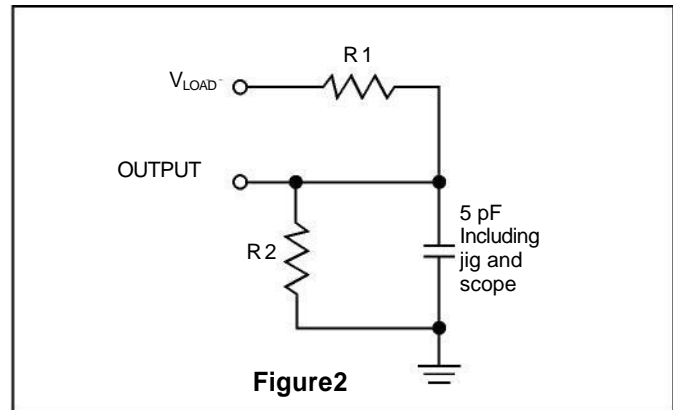 R1
VLOAD
OUTPUT
5 pF
Including
jig and
scope
R2
Figure2